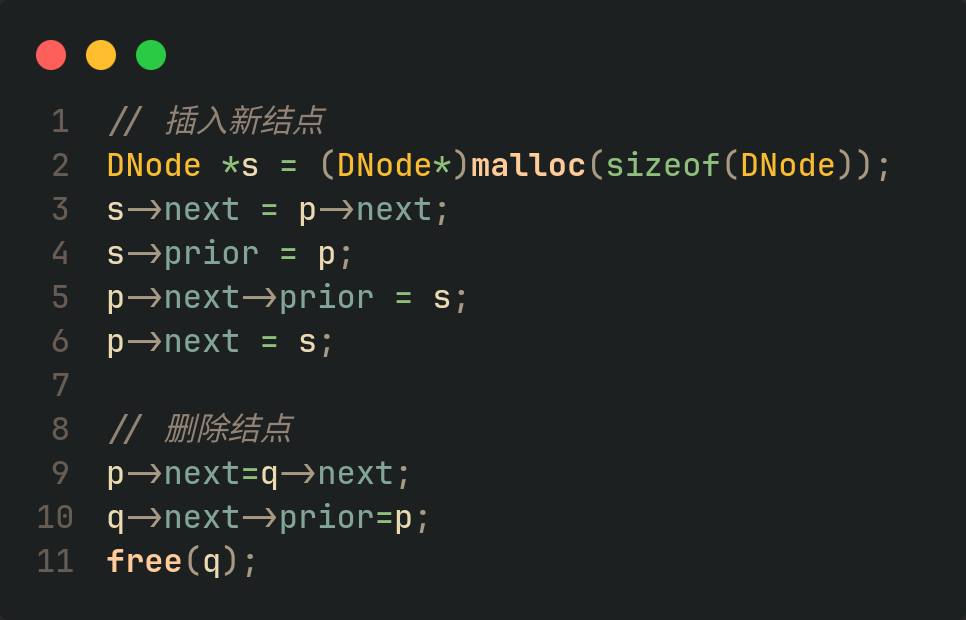 1 // 插入新结点
2 DNode *s = (DNode*)malloc(sizeof(DNode));
3 s->next = p->next;
4 s->prior = p;
5 p->next->prior = s;
6 p->next = s;
7
8 // 删除结点
9 p->next=q->next;
10 q->next->prior=p;
11 free(q);